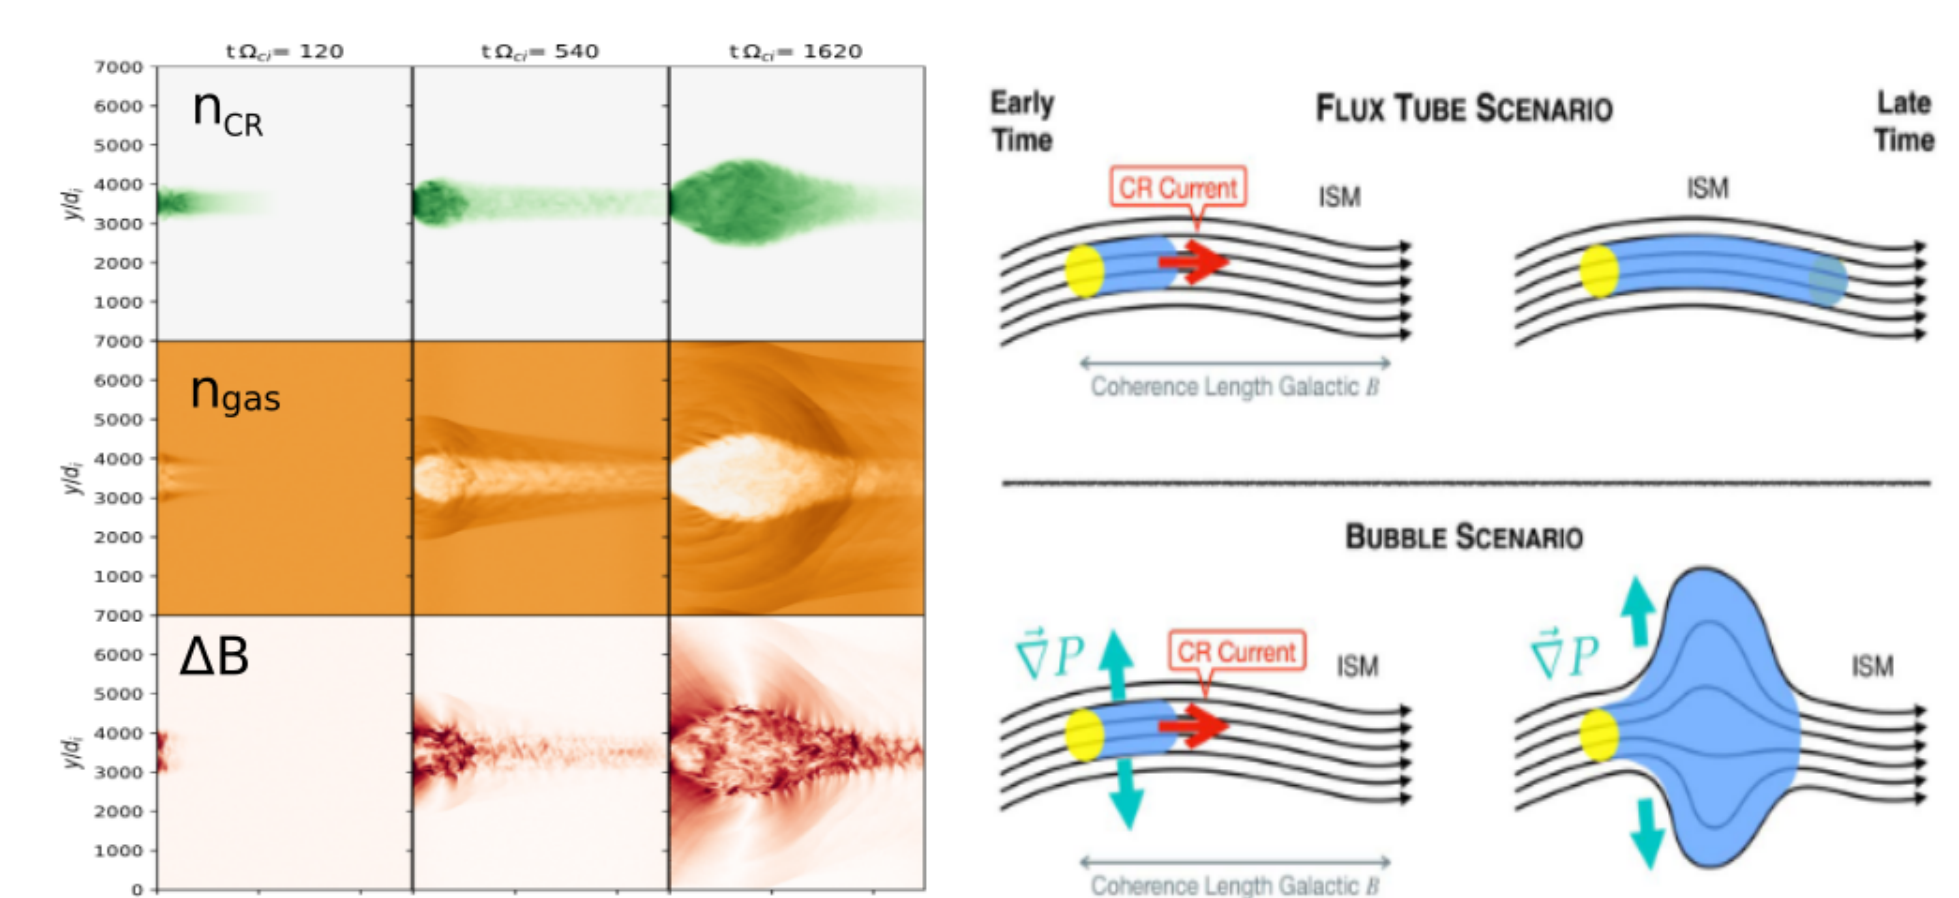 tΩci= 120
tΩci= 540
tΩci= 1620
7000
6000
5000
4000
3000
2000
1000
y/di
nCR
7000
6000
5000
4000
3000
2000
1000
y/di
ngas
7000
6000
5000
4000
3000
2000
1000
0
y/di
ΔB
Early
Time
FLUX TUBE SCENARIO
Late
Time
CR Current
ISM
ISM
Coherence Length Galactic B
BUBBLE SCENARIO
∇⃗P
CR Current
ISM
∇⃗P
ISM
Coherence Length Galactic B